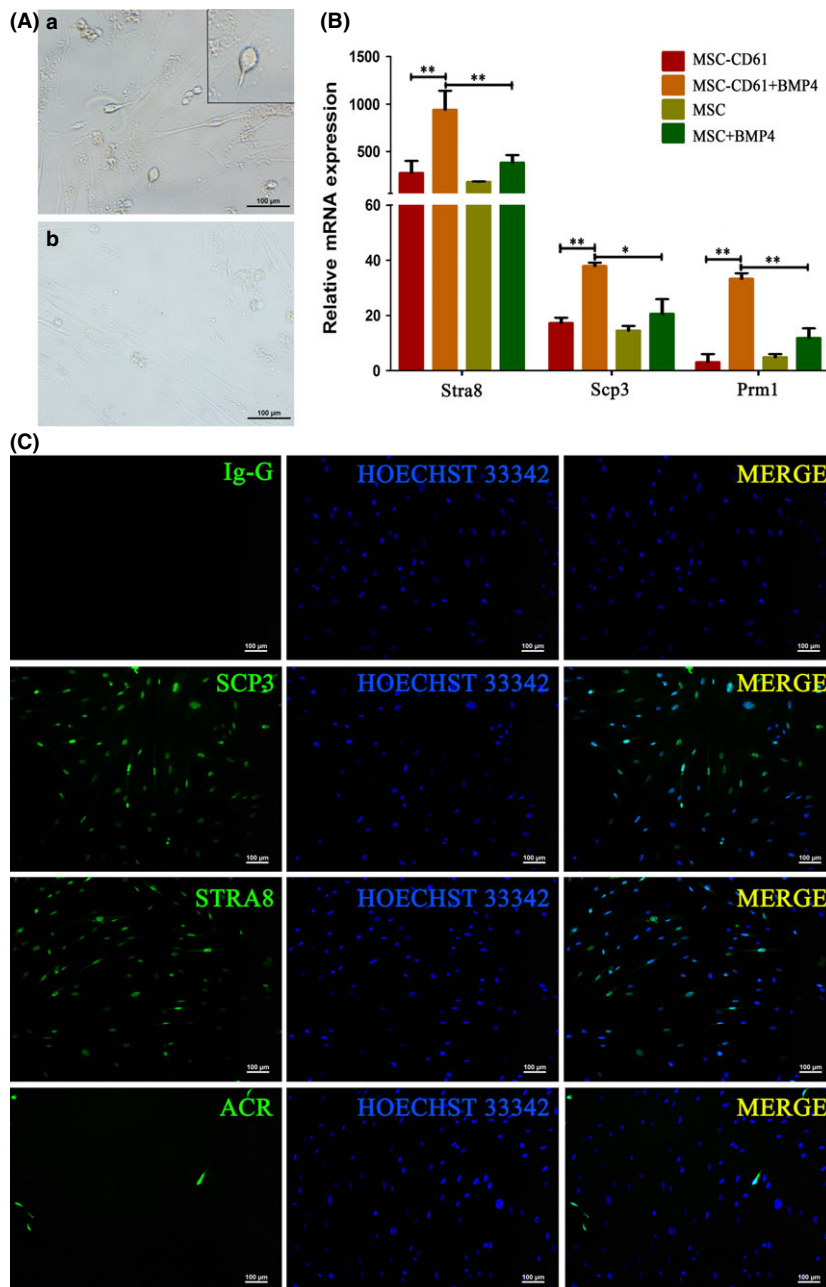 (A)
a
100 μm
b
100 μm
(B)
Relative mRNA expression
1500
1000
500
60
40
20
0
**
**
**
*
**
**
MSC-CD61
MSC-CD61+BMP4
MSC
MSC+BMP4
Stra8
Scp3
Prm1
(C)
Ig-G
HOECHST 33342
MERGE
100 μm
100 μm
100 μm
SCP3
HOECHST 33342
MERGE
100 μm
100 μm
100 μm
STRA8
HOECHST 33342
MERGE
100 μm
100 μm
100 μm
ACR
HOECHST 33342
MERGE
100 μm
100 μm
100 μm